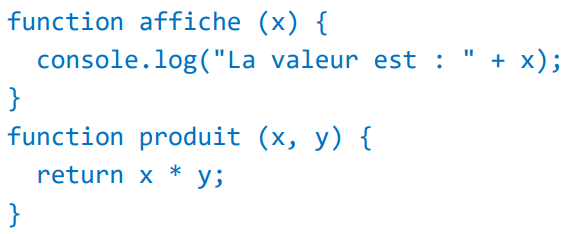 function affiche (x) {
  console.log("La valeur est : " + x);
}
function produit (x, y) {
  return x * y;
}